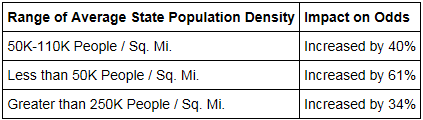 Range of Average State Population Density Impact on Odds
50K-110K People / Sq. Mi. Increased by 40%
Less than 50K People / Sq. Mi. Increased by 61%
Greater than 250K People / Sq. Mi. Increased by 34%